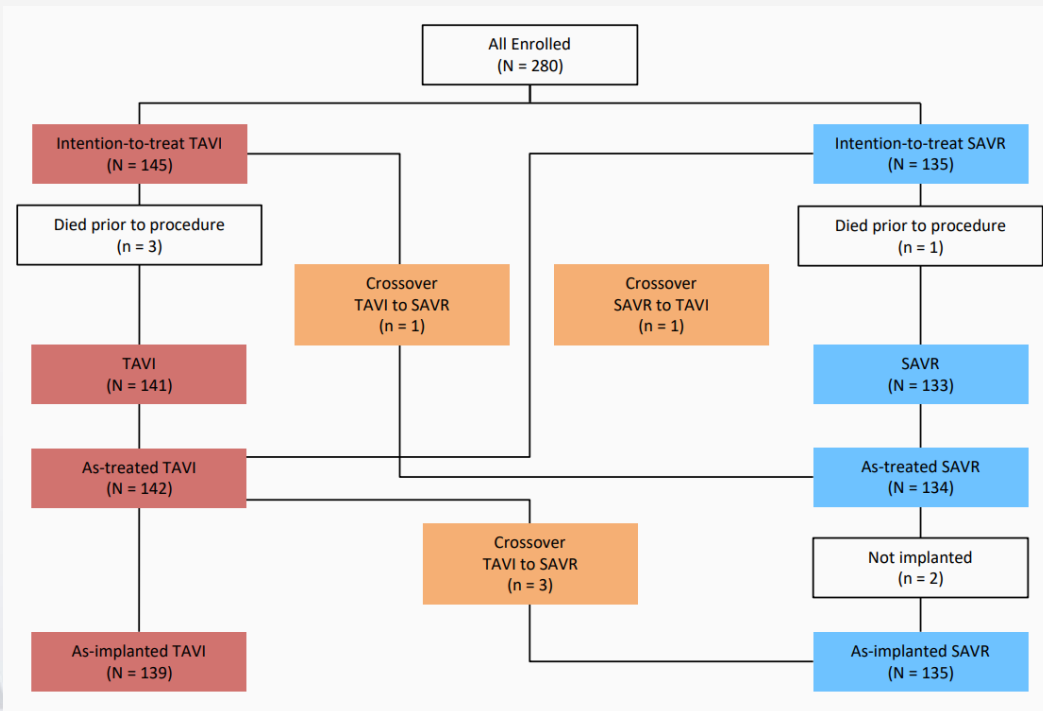 All Enrolled
(N = 280)
Intention-to-treat TAVI
(N = 145)
Intention-to-treat SAVR
(N = 135)
Died prior to procedure
(n = 3)
Died prior to procedure
(n = 1)
Crossover
TAVI to SAVR
(n = 1)
Crossover
SAVR to TAVI
(n = 1)
TAVI
(N = 141)
SAVR
(N = 133)
As-treated TAVI
(N = 142)
As-treated SAVR
(N = 134)
Crossover
TAVI to SAVR
(n = 3)
Not implanted
(n = 2)
As-implanted TAVI
(N = 139)
As-implanted SAVR
(N = 135)